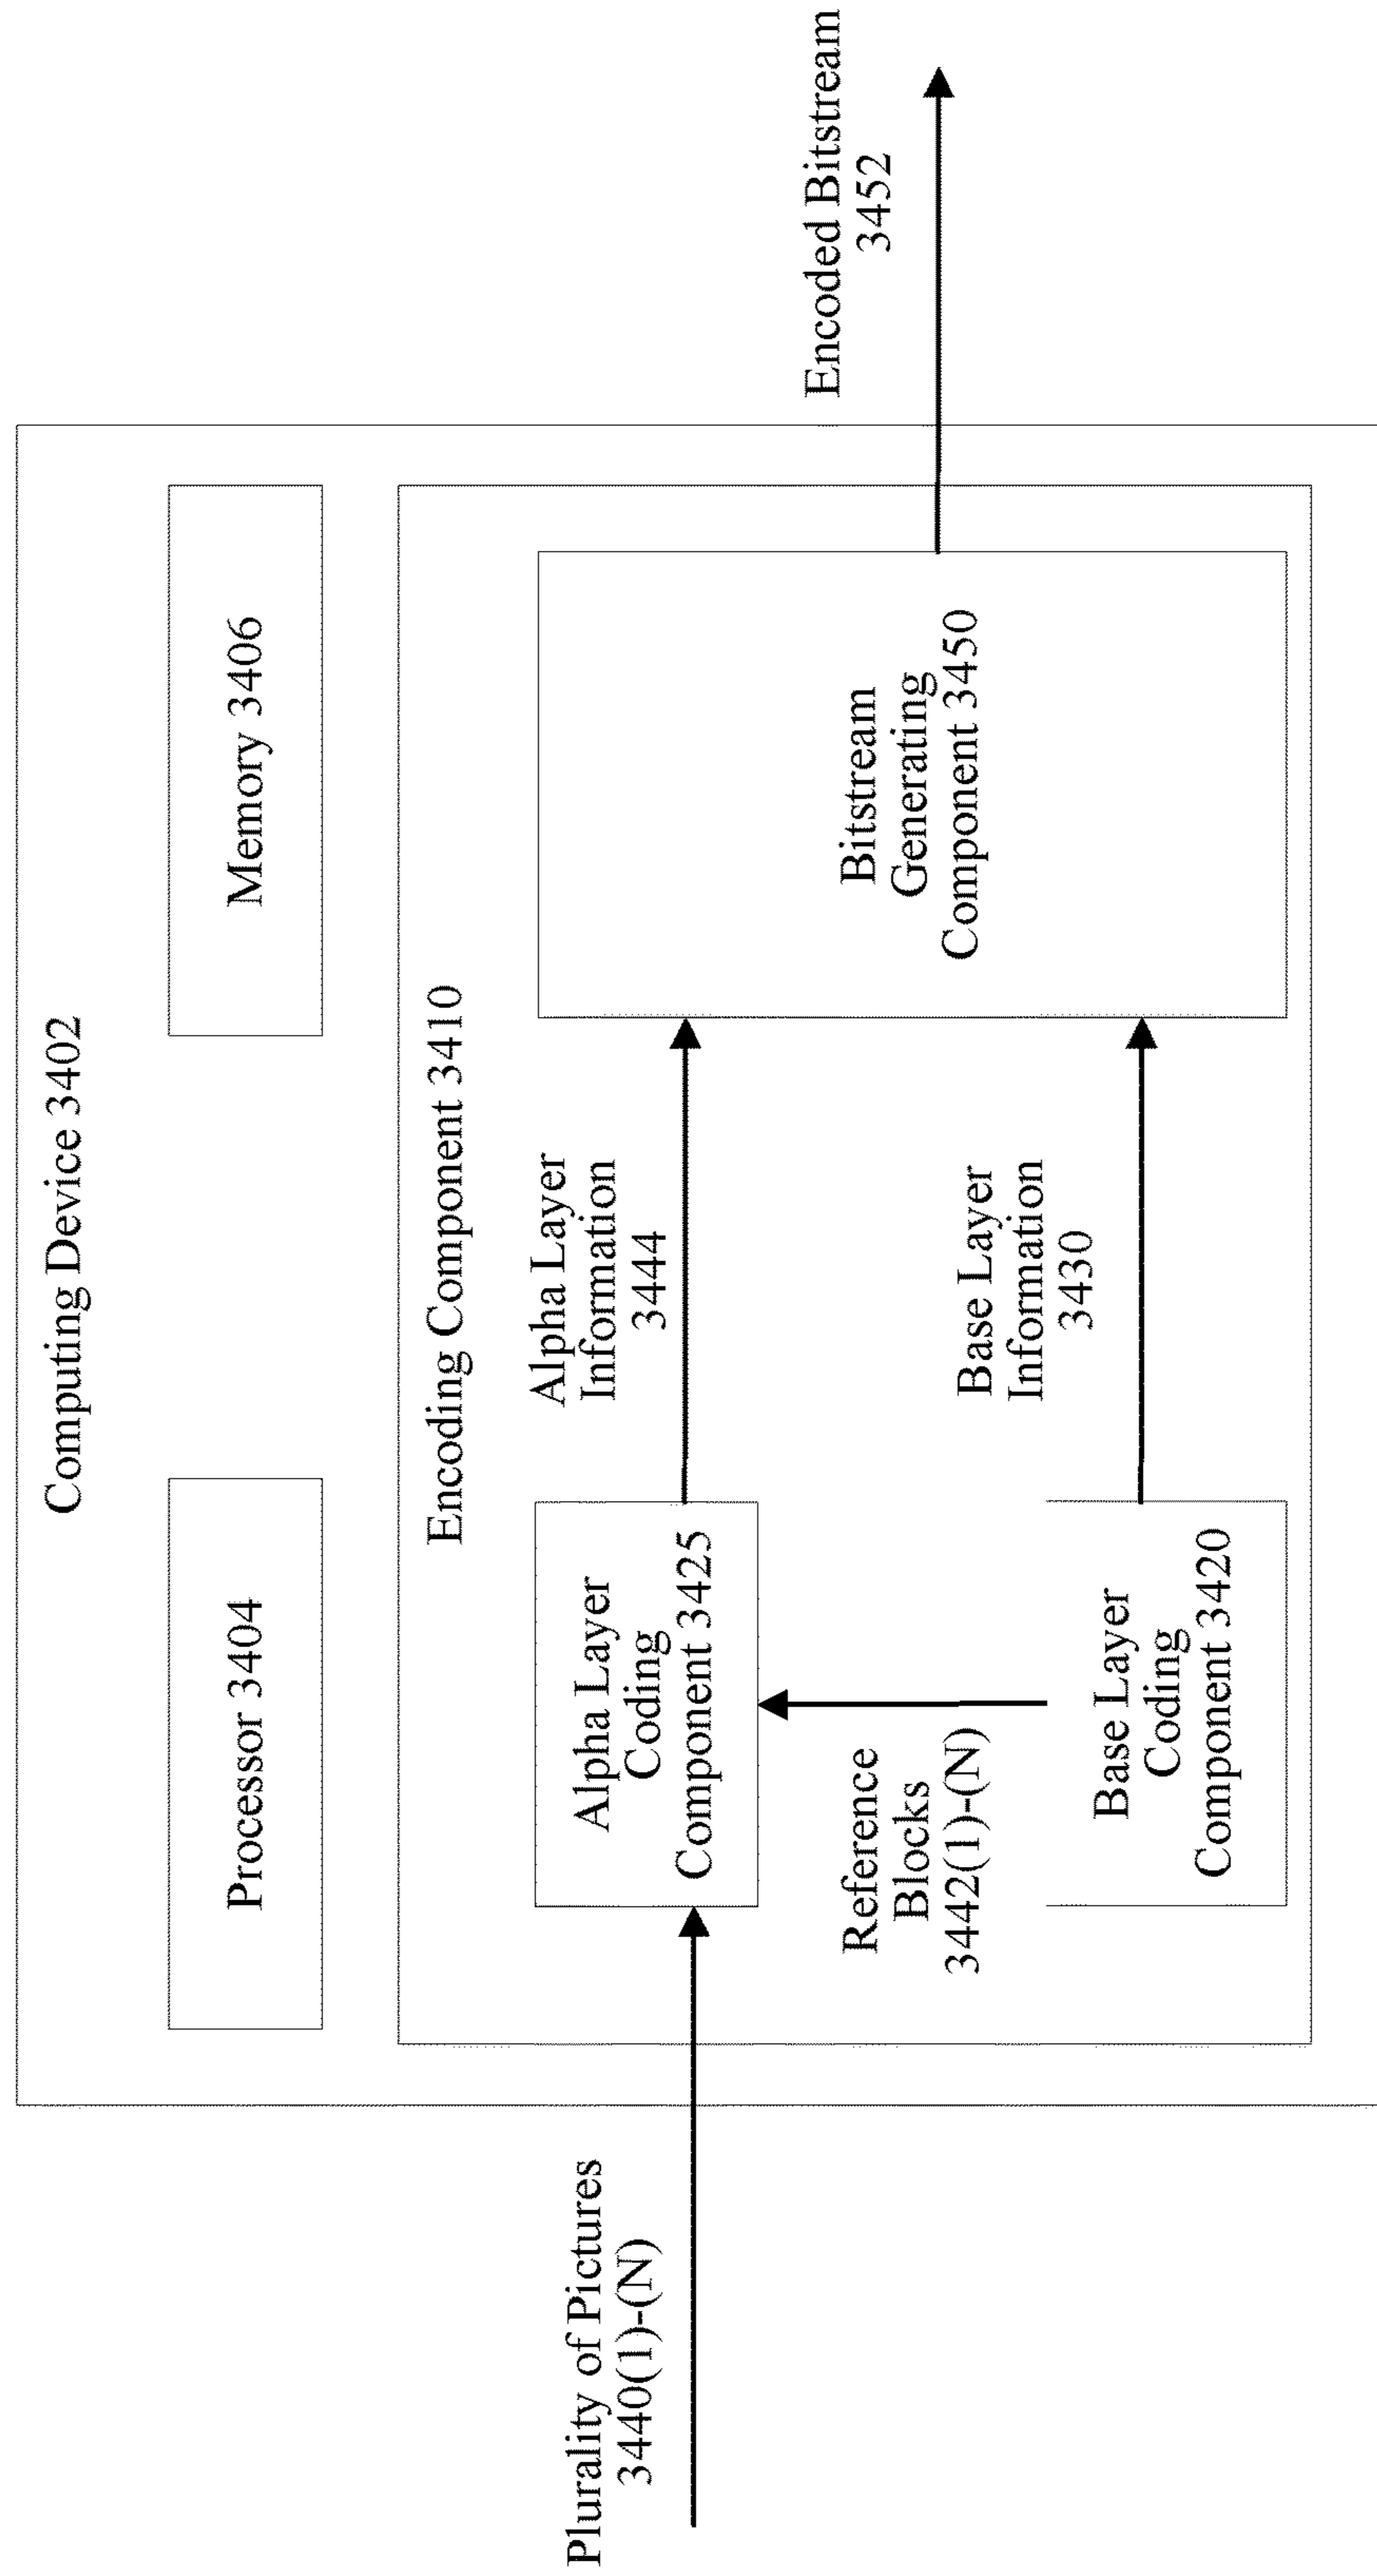 Computing Device 3402
Processor 3404
Memory 3406
Encoding Component 3410
Plurality of Pictures
3440(1)-(N)
Alpha Layer
Coding
Component 3425
Alpha Layer
Information
3444
Reference
Blocks
3442(1)-(N)
Base Layer
Coding
Component 3420
Base Layer
Information
3430
Bitstream
Generating
Component 3450
Encoded Bitstream
3452